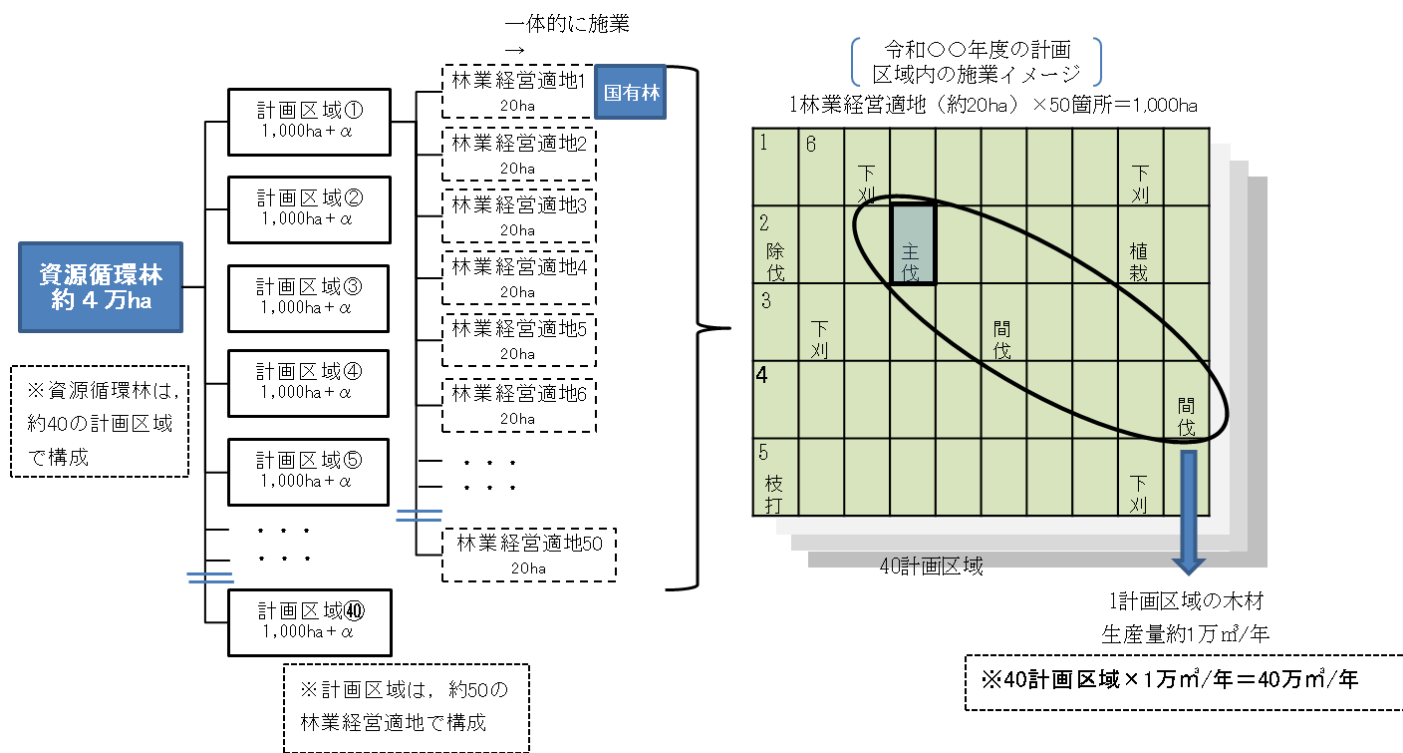 一体的に施業
→
資源循環林
約４万ha
※資源循環林は，
約40の計画区域
で構成
計画区域①
1,000ha＋α
計画区域②
1,000ha＋α
計画区域③
1,000ha＋α
計画区域④
1,000ha＋α
計画区域⑤
1,000ha＋α
・・・
・・・
計画区域㊵
1,000ha＋α
※計画区域は，約50の
林業経営適地で構成
林業経営適地1
20ha
国有林
林業経営適地2
20ha
林業経営適地3
20ha
林業経営適地4
20ha
林業経営適地5
20ha
林業経営適地6
20ha
・・・
・・・
林業経営適地50
20ha
令和○○年度の計画
区域内の施業イメージ
1林業経営適地（約20ha）×50箇所＝1,000ha
1
6
下刈
下刈
2
除伐
主伐
植栽
3
下刈
間伐
4
間伐
5
枝打
下刈
40計画区域
1計画区域の木材
生産量約1万㎥/年
※40計画区域×1万㎥/年＝40万㎥/年